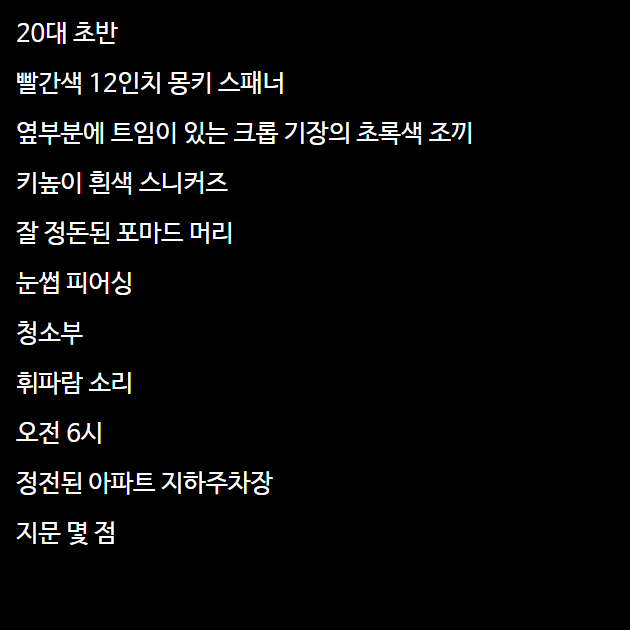 20대 초반
빨간색 12인치 몽키 스패너
옆부분에 트임이 있는 크롭 기장의 초록색 조끼
키높이 흰색 스니커즈
잘 정돈된 포마드 머리
눈썹 피어싱
청소부
휘파람 소리
오전 6시
정전된 아파트 지하주차장
지문 몇 점